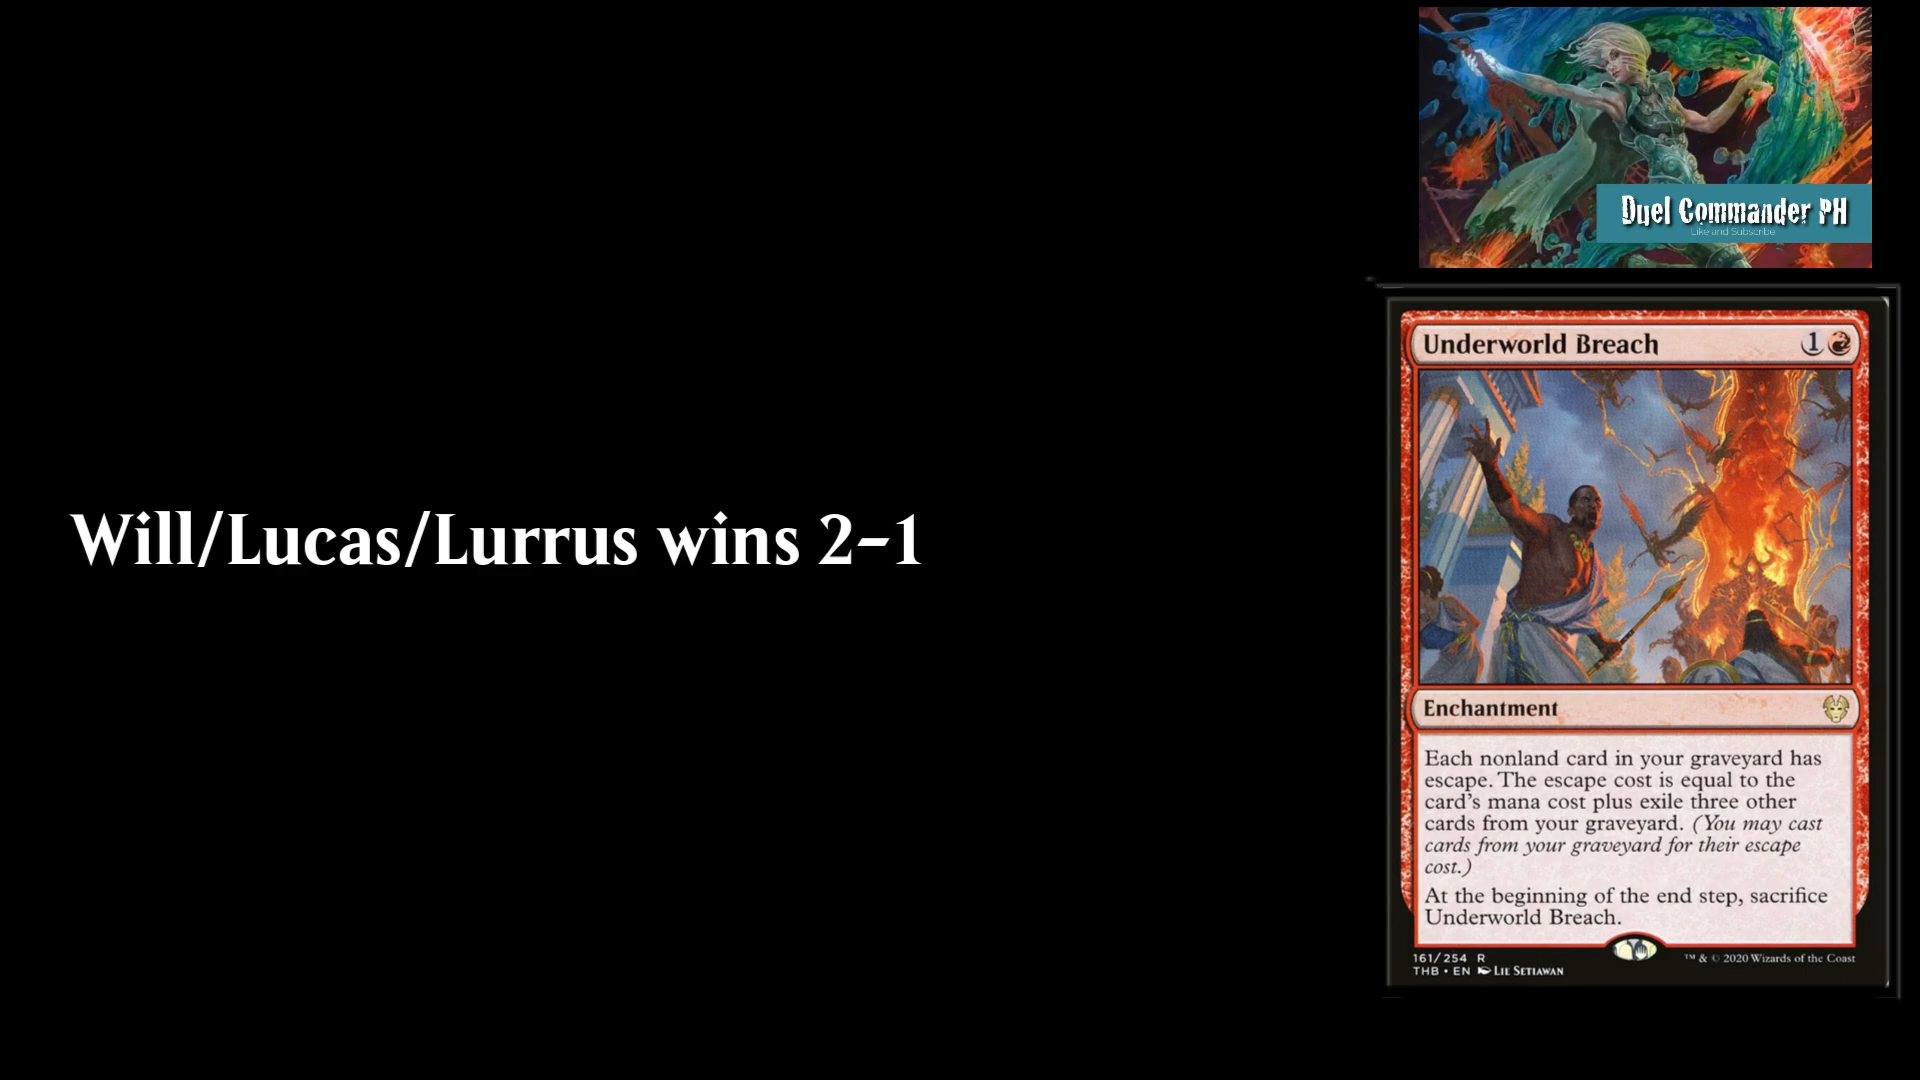 Duel Commander PH
Like and Subscribe
Will/Lucas/Lurrus wins 2-1
Underworld Breach 1
Enchantment
Each nonland card in your graveyard has
escape. The escape cost is equal to the
card's mana cost plus exile three other
cards from your graveyard. (You may cast
cards from your graveyard for their escape
cost.)
At the beginning of the end step, sacrifice
Underworld Breach.
161/254 R
THB • EN Lie Setiawan
™ & © 2020 Wizards of the Coast